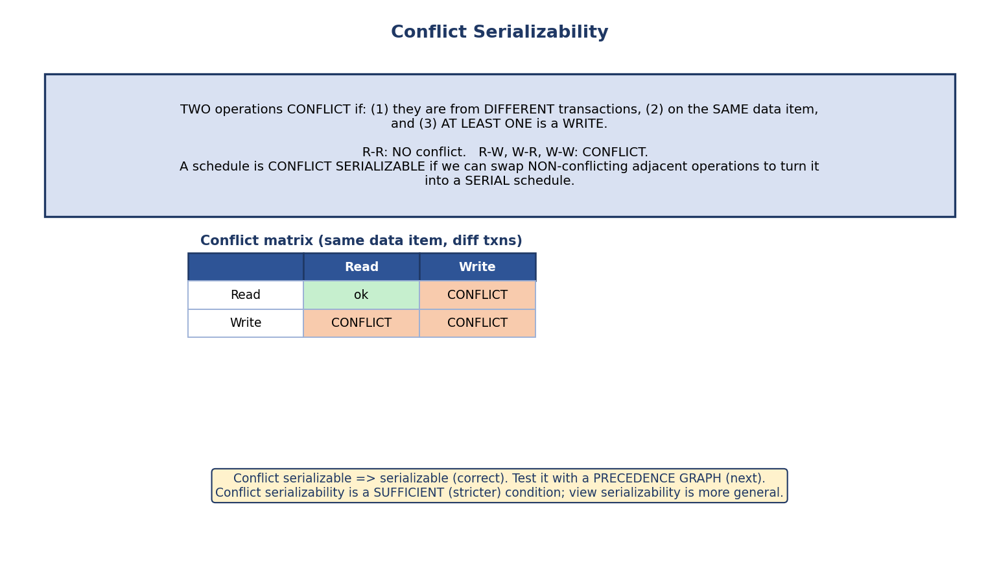 Conflict Serializability
TWO operations CONFLICT if: (1) they are from DIFFERENT transactions, (2) on the SAME data item,
and (3) AT LEAST ONE is a WRITE.
R-R: NO conflict.   R-W, W-R, W-W: CONFLICT.
A schedule is CONFLICT SERIALIZABLE if we can swap NON-conflicting adjacent operations to turn it
into a SERIAL schedule.
Conflict matrix (same data item, diff txns)
Read Write
Read ok CONFLICT
Write CONFLICT CONFLICT
Conflict serializable => serializable (correct). Test it with a PRECEDENCE GRAPH (next).
Conflict serializability is a SUFFICIENT (stricter) condition; view serializability is more general.